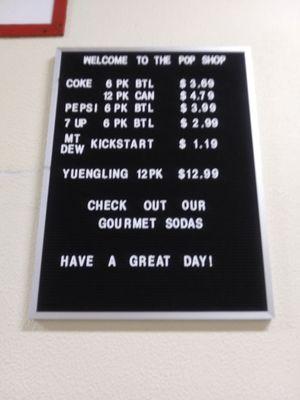 WELCOME TO THE POP SHOP
COKE 6 PK BTL $3.69
12 PK CAN $4.79
PEPSI 6 PK BTL $3.99
7 UP 6 PK BTL $2.99
MT DEW KICKSTART $1.19
YUENGLING 12PK $12.99
CHECK OUT OUR
GOURMET SODAS
HAVE A GREAT DAY!